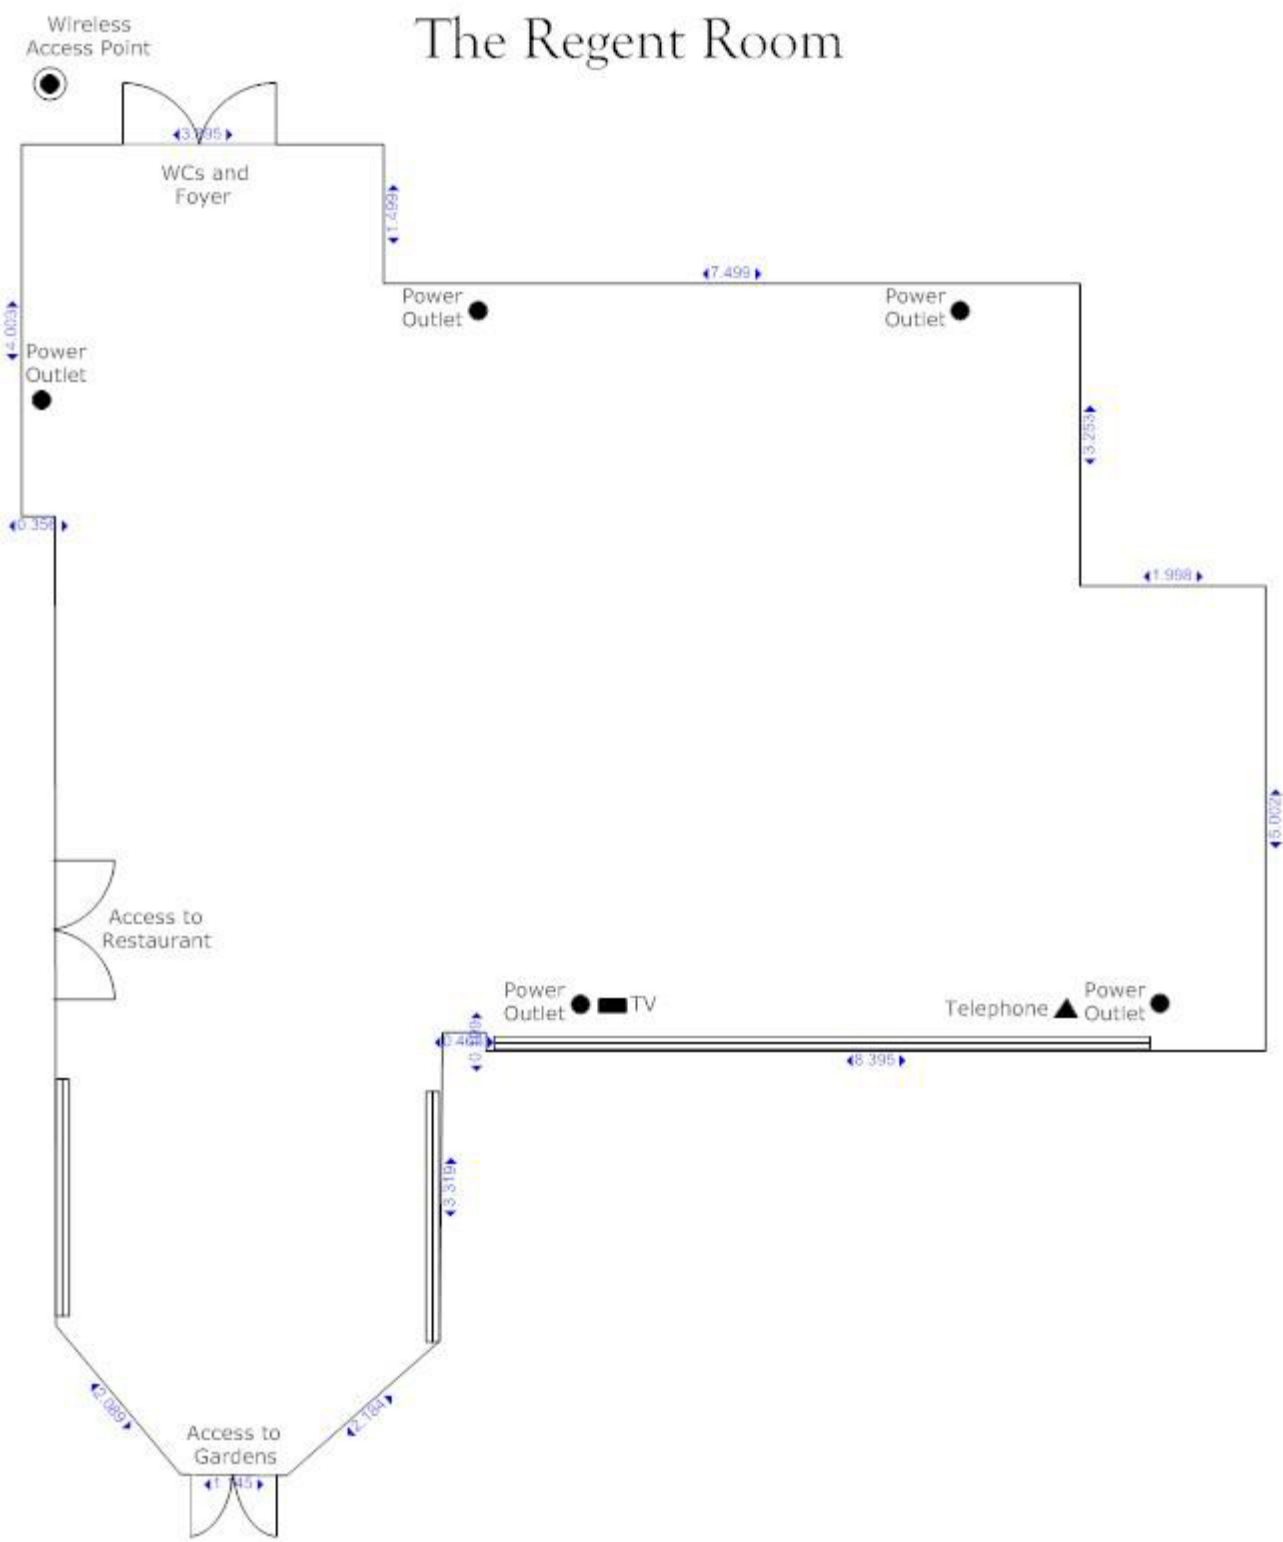 The Regent Room
Wireless
Access Point
WCs and
Foyer
1.499
7.499
Power
Outlet
Power
Outlet
4.003
Power
Outlet
3.253
1.998
5.002
Access to
Restaurant
Power
Outlet
TV
Telephone
Power
Outlet
8.395
3.319
2.089
2.184
Access to
Gardens